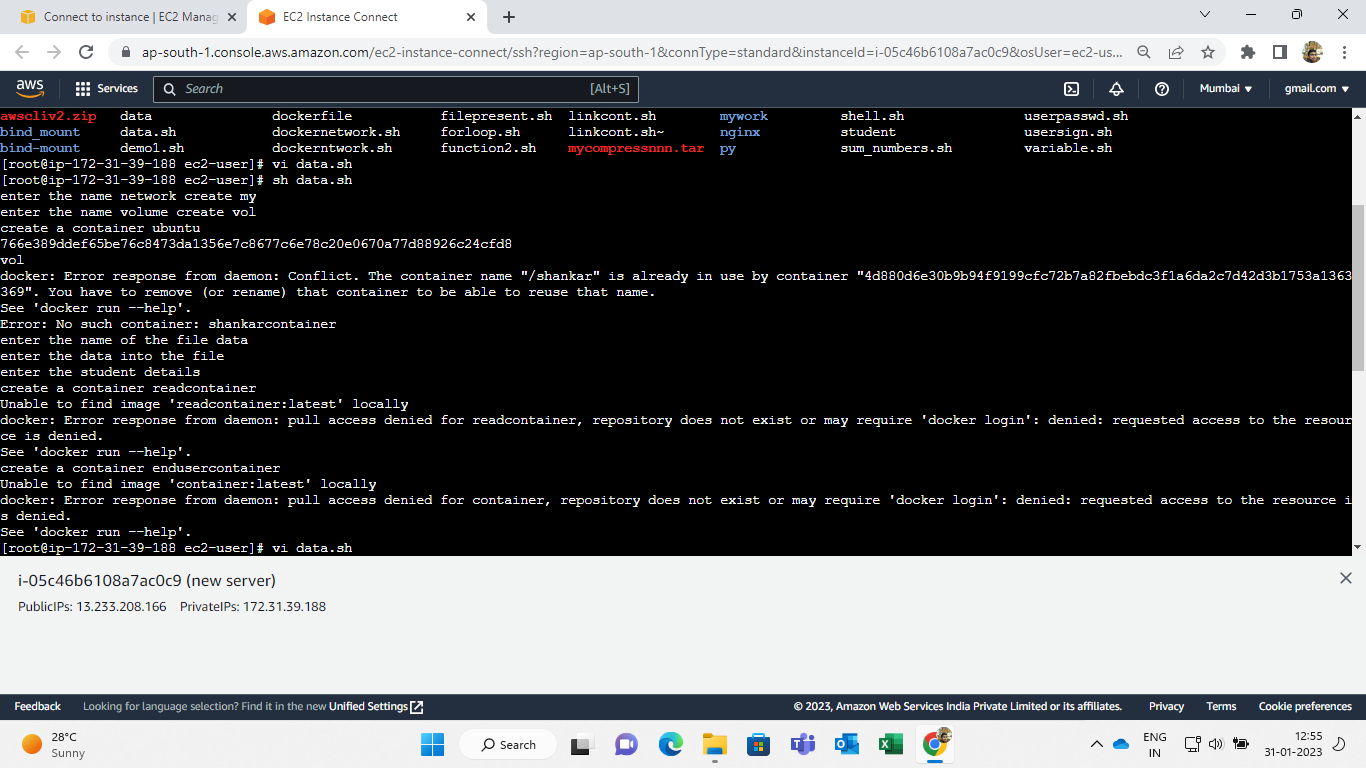 Connect to instance | EC2 Manag
EC2 Instance Connect
ap-south-1.console.aws.amazon.com/ec2-instance-connect/ssh?region=ap-south-1&connType=standard&instanceId=i-05c46b6108a7ac0c9&osUser=ec2-us...
aws Services Search [Alt+S] Mumbai gmail.com
awscliv2.zip data dockerfile filepresent.sh linkcont.sh mywork shell.sh userpasswd.sh
bind_mount data.sh dockernetwork.sh forloop.sh linkcont.sh~ nginx student usersign.sh
bind-mount demo1.sh dockerntwork.sh function2.sh mycompressnnn.tar py sum_numbers.sh variable.sh
[root@ip-172-31-39-188 ec2-user]# vi data.sh
[root@ip-172-31-39-188 ec2-user]# sh data.sh
enter the name network create my
enter the name volume create vol
create a container ubuntu
766e389ddef65be76c8473da1356e7c8677c6e78c20e0670a77d88926c24cfd8
vol
docker: Error response from daemon: Conflict. The container name "/shankar" is already in use by container "4d880d6e30b9b94f9199cfc72b7a82fbebdc3f1a6da2c7d42d3b1753a1363
369". You have to remove (or rename) that container to be able to reuse that name.
See 'docker run --help'.
Error: No such container: shankarcontainer
enter the name of the file data
enter the data into the file
enter the student details
create a container readcontainer
Unable to find image 'readcontainer:latest' locally
docker: Error response from daemon: pull access denied for readcontainer, repository does not exist or may require 'docker login': denied: requested access to the resour
ce is denied.
See 'docker run --help'.
create a container endusercontainer
Unable to find image 'container:latest' locally
docker: Error response from daemon: pull access denied for container, repository does not exist or may require 'docker login': denied: requested access to the resource i
s denied.
See 'docker run --help'.
[root@ip-172-31-39-188 ec2-user]# vi data.sh
i-05c46b6108a7ac0c9 (new server)
PublicIPs: 13.233.208.166 PrivateIPs: 172.31.39.188
Feedback Looking for language selection? Find it in the new Unified Settings © 2023, Amazon Web Services India Private Limited or its affiliates. Privacy Terms Cookie preferences
28°C
Sunny
Search
ENG
IN
12:55
31-01-2023